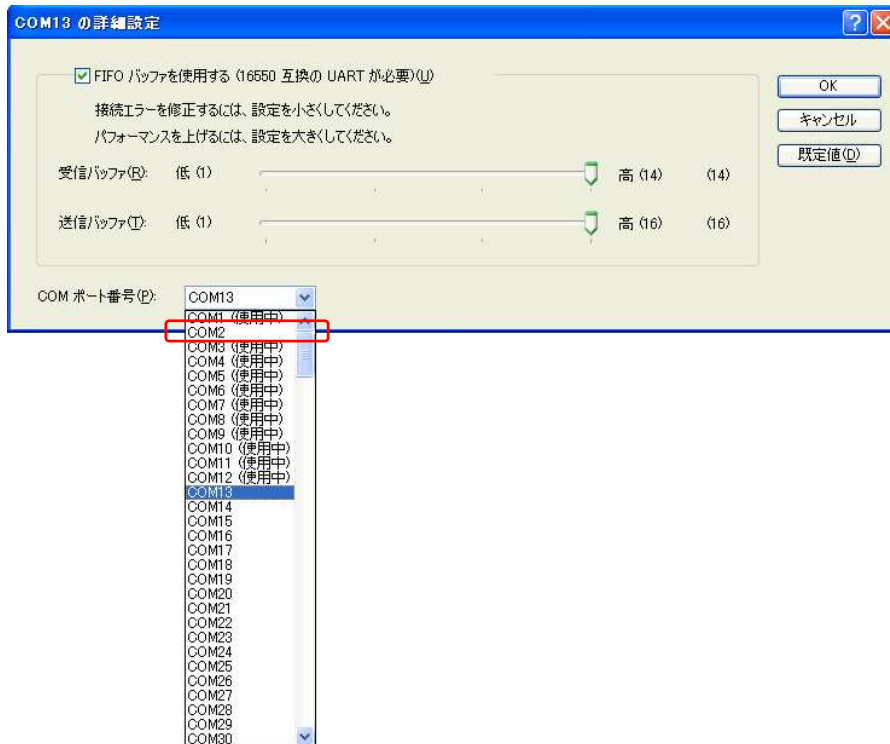 COM13 の詳細設定
FIFO バッファを使用する (16550 互換の UART が必要)(U)
接続エラーを修正するには、設定を小さくしてください。
パフォーマンスを上げるには、設定を大きくしてください。
受信バッファ(R): 低 (1) 高 (14) (14)
送信バッファ(T): 低 (1) 高 (16) (16)
OK
キャンセル
既定値(D)
COM ポート番号(P): COM13
COM1 (使用中)
COM2
COM3 (使用中)
COM4 (使用中)
COM5 (使用中)
COM6 (使用中)
COM7 (使用中)
COM8 (使用中)
COM9 (使用中)
COM10 (使用中)
COM11 (使用中)
COM12 (使用中)
COM13
COM14
COM15
COM16
COM17
COM18
COM19
COM20
COM21
COM22
COM23
COM24
COM25
COM26
COM27
COM28
COM29
COM30